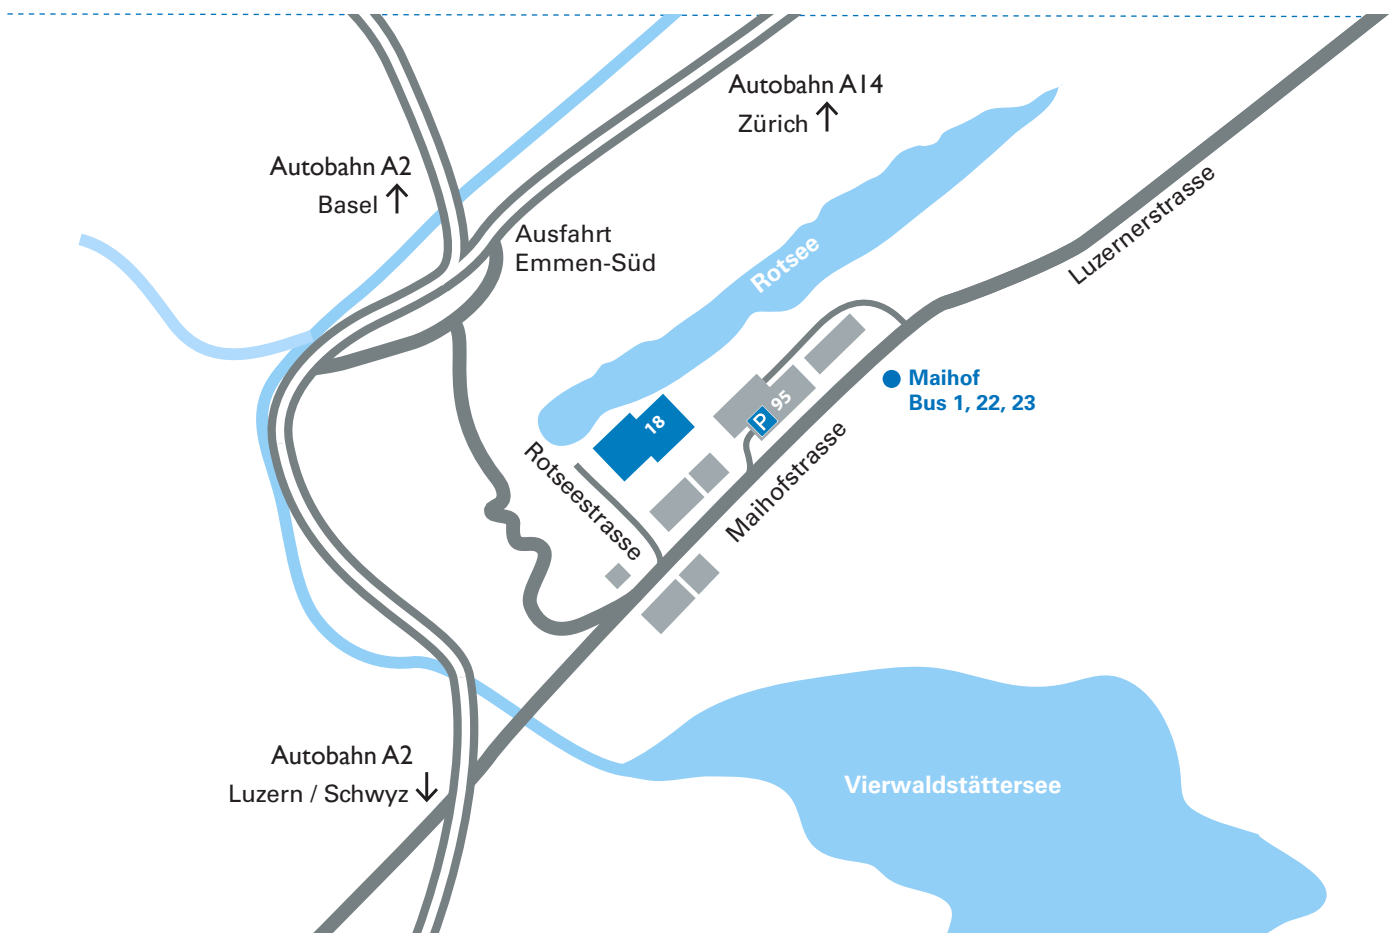 Autobahn A14
Zürich ↑
Autobahn A2
Basel ↑
Ausfahrt
Emmen-Süd
Luzernerstrasse
Rotsee
Maihof
Bus 1, 22, 23
95
P
18
Rotseestrasse
Maihofstrasse
Autobahn A2
Luzern / Schwyz ↓
Vierwaldstättersee